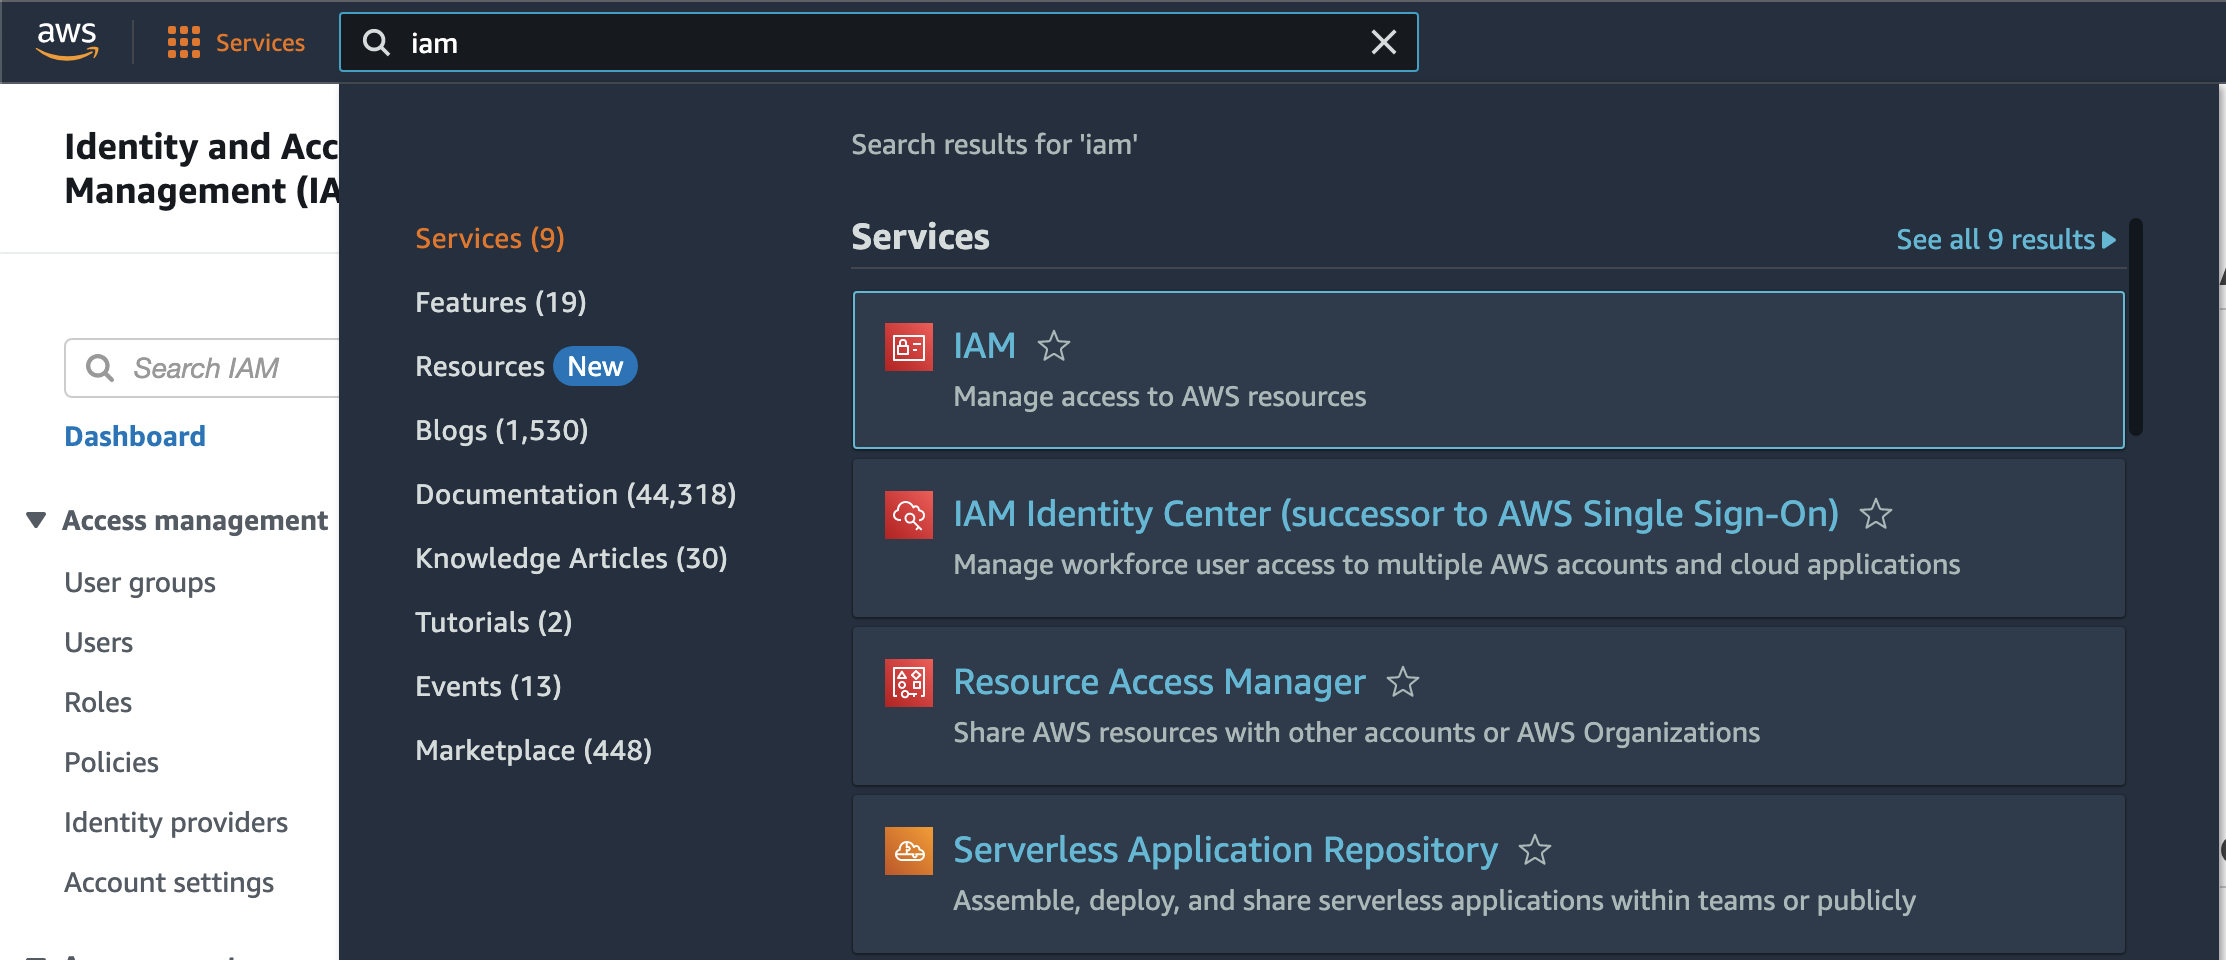 aws
Services
iam
Identity and Acc
Management (IA
Search IAM
Dashboard
Access management
User groups
Users
Roles
Policies
Identity providers
Account settings
Search results for 'iam'
Services (9)
Features (19)
Resources New
Blogs (1,530)
Documentation (44,318)
Knowledge Articles (30)
Tutorials (2)
Events (13)
Marketplace (448)
Services
See all 9 results
IAM
Manage access to AWS resources
IAM Identity Center (successor to AWS Single Sign-On)
Manage workforce user access to multiple AWS accounts and cloud applications
Resource Access Manager
Share AWS resources with other accounts or AWS Organizations
Serverless Application Repository
Assemble, deploy, and share serverless applications within teams or publicly